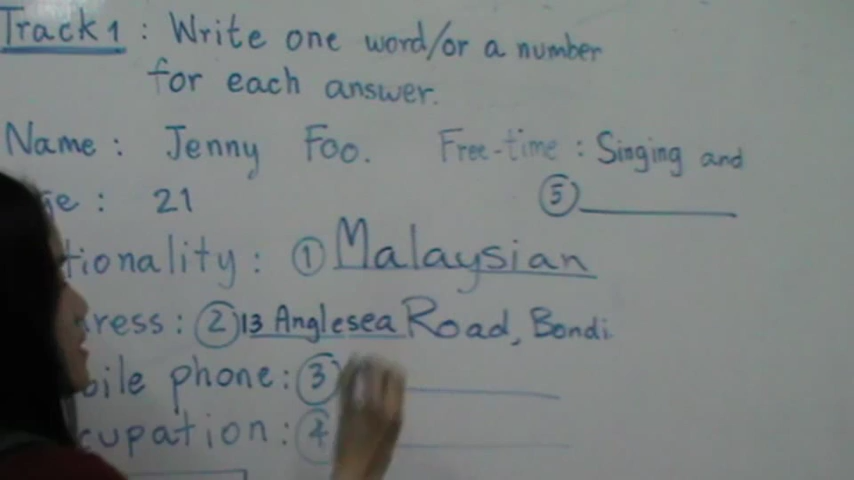 Track 1 : Write one word/or a number
for each answer.
Name : Jenny Foo. Free-time : Singing and
ge : 21 ⑤
tionality : ① Malaysian
ress : ② 13 Anglesea Road, Bondi
bile phone : ③
cupation : ④